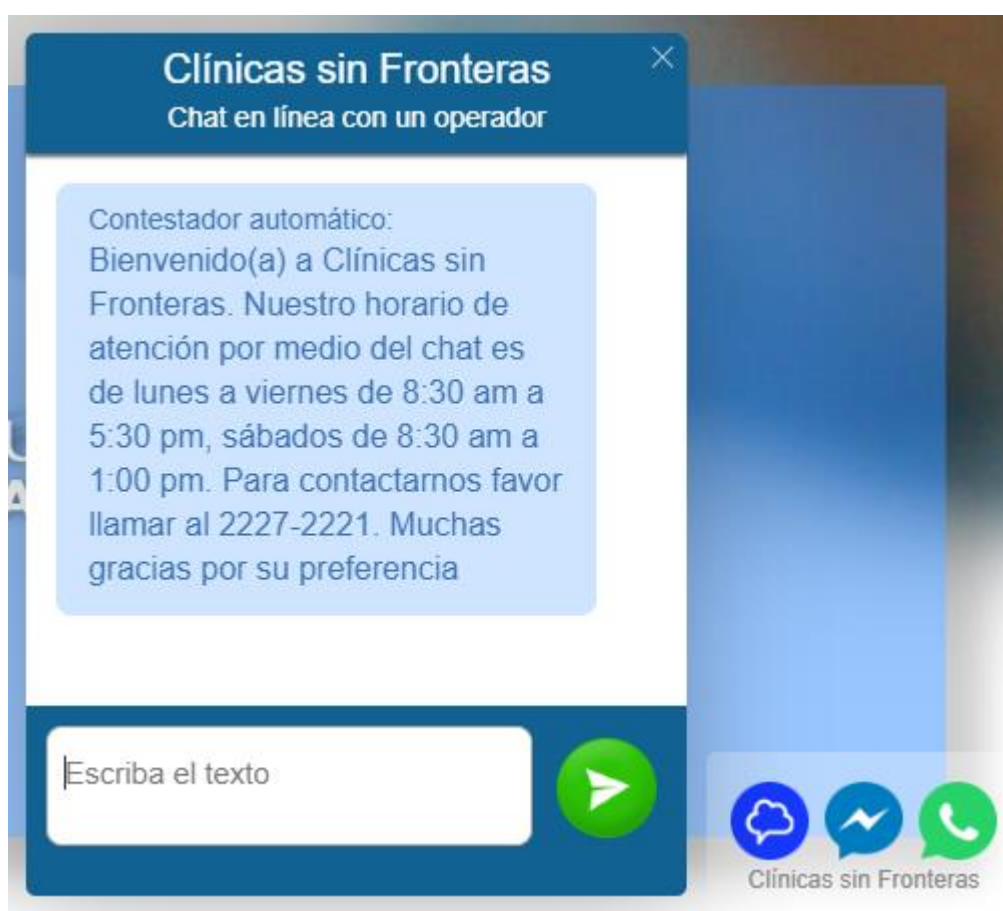 Clínicas sin Fronteras
Chat en línea con un operador
Contestador automático:
Bienvenido(a) a Clínicas sin
Fronteras. Nuestro horario de
atención por medio del chat es
de lunes a viernes de 8:30 am a
5:30 pm, sábados de 8:30 am a
1:00 pm. Para contactarnos favor
llamar al 2227-2221. Muchas
gracias por su preferencia
Escriba el texto
Clínicas sin Fronteras